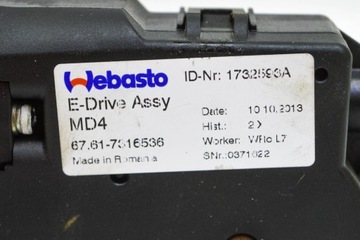 Webasto
ID-Nr: 1732593A
E-Drive Assy
MD4
67.61-7316536
Made in Romania
Date: 10.10.2013
Hist.: 2
Worker: WFlo L7
SNr.:0371022